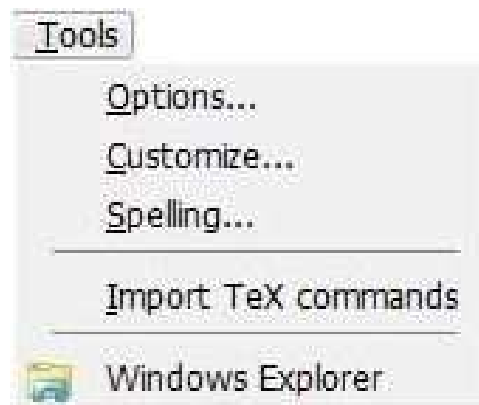 Tools
Options...
Customize...
Spelling...
Import TeX commands
Windows Explorer